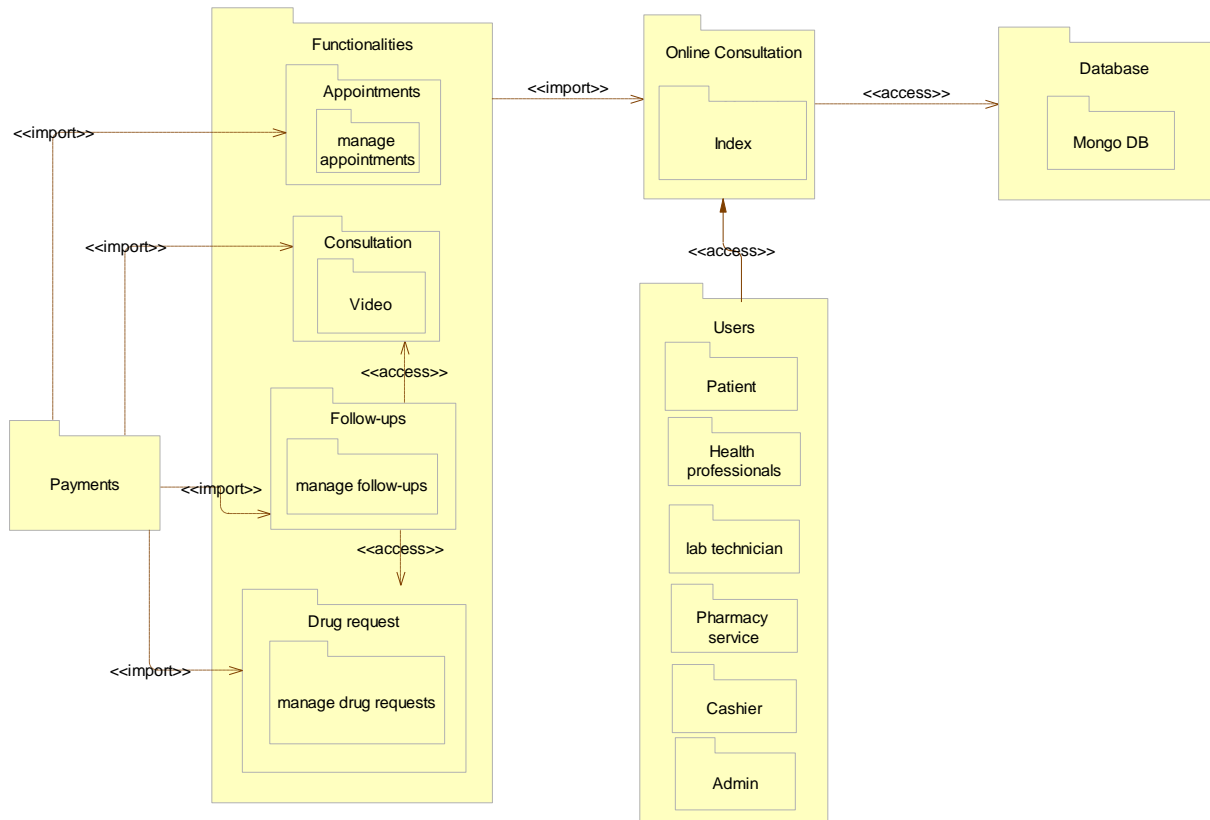 Functionalities
Appointments
manage
appointments
<<import>>
<<import>>
Online Consultation
Index
<<access>>
Database
Mongo DB
Consultation
Video
<<import>>
<<access>>
<<access>>
Follow-ups
manage follow-ups
Payments
<<import>>
<<access>>
Drug request
manage drug requests
<<import>>
Users
Patient
Health
professionals
lab technician
Pharmacy
service
Cashier
Admin